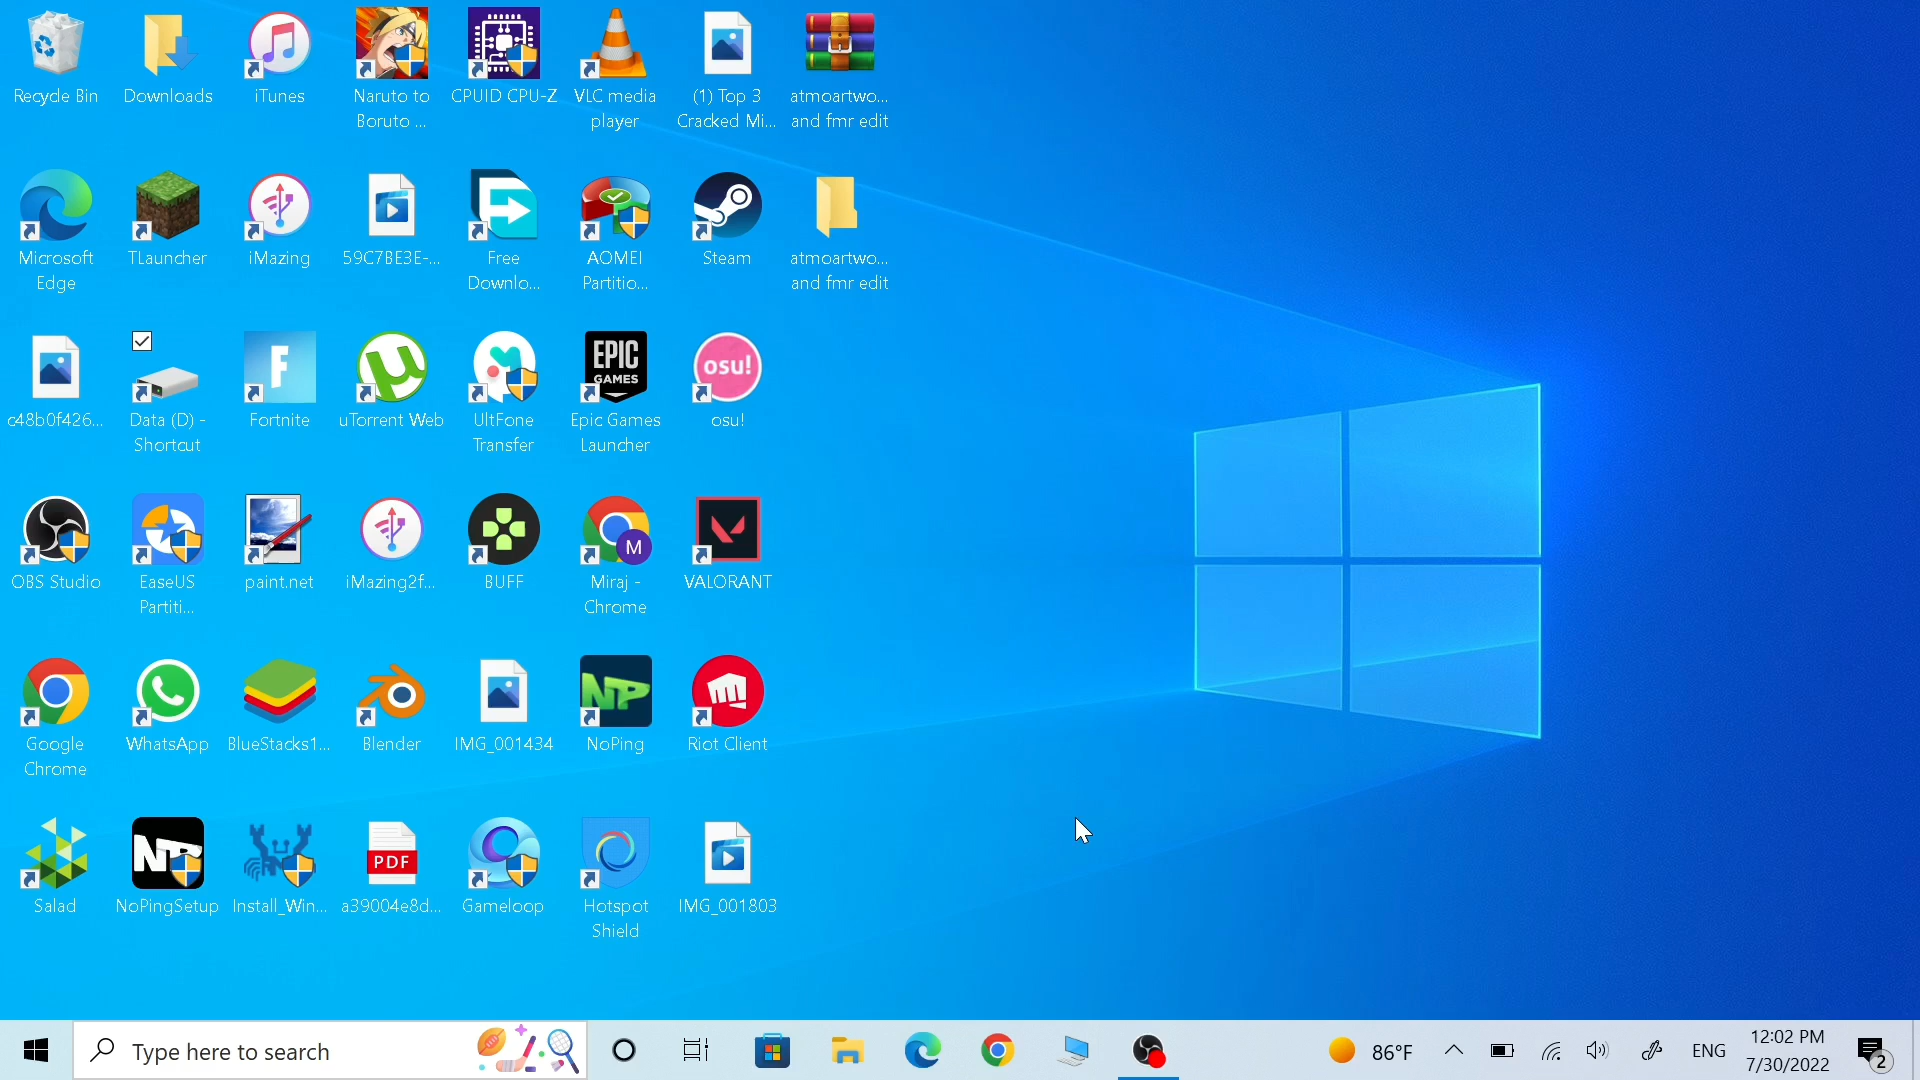 Recycle Bin
Downloads
iTunes
Naruto to
Boruto ...
CPUID CPU-Z
VLC media
player
(1) Top 3
Cracked Mi...
atmoartwo...
and fmr edit
Microsoft
Edge
TLauncher
iMazing
59C7BE3E-...
Free
Downlo...
AOMEI
Partitio...
Steam
atmoartwo...
and fmr edit
c48b0f426...
Data (D) -
Shortcut
F
Fortnite
µ
uTorrent Web
UltFone
Transfer
EPIC
GAMES
Epic Games
Launcher
osu!
osu!
OBS Studio
EaseUS
Partiti...
paint.net
iMazing2f...
BUFF
M
Miraj -
Chrome
VALORANT
Google
Chrome
WhatsApp
BlueStacks1...
Blender
IMG_001434
NP
NoPing
Riot Client
Salad
NP
NoPingSetup
Install_Win...
PDF
a39004e8d...
Gameloop
Hotspot
Shield
IMG_001803
Type here to search
86°F
ENG
12:02 PM
7/30/2022
2